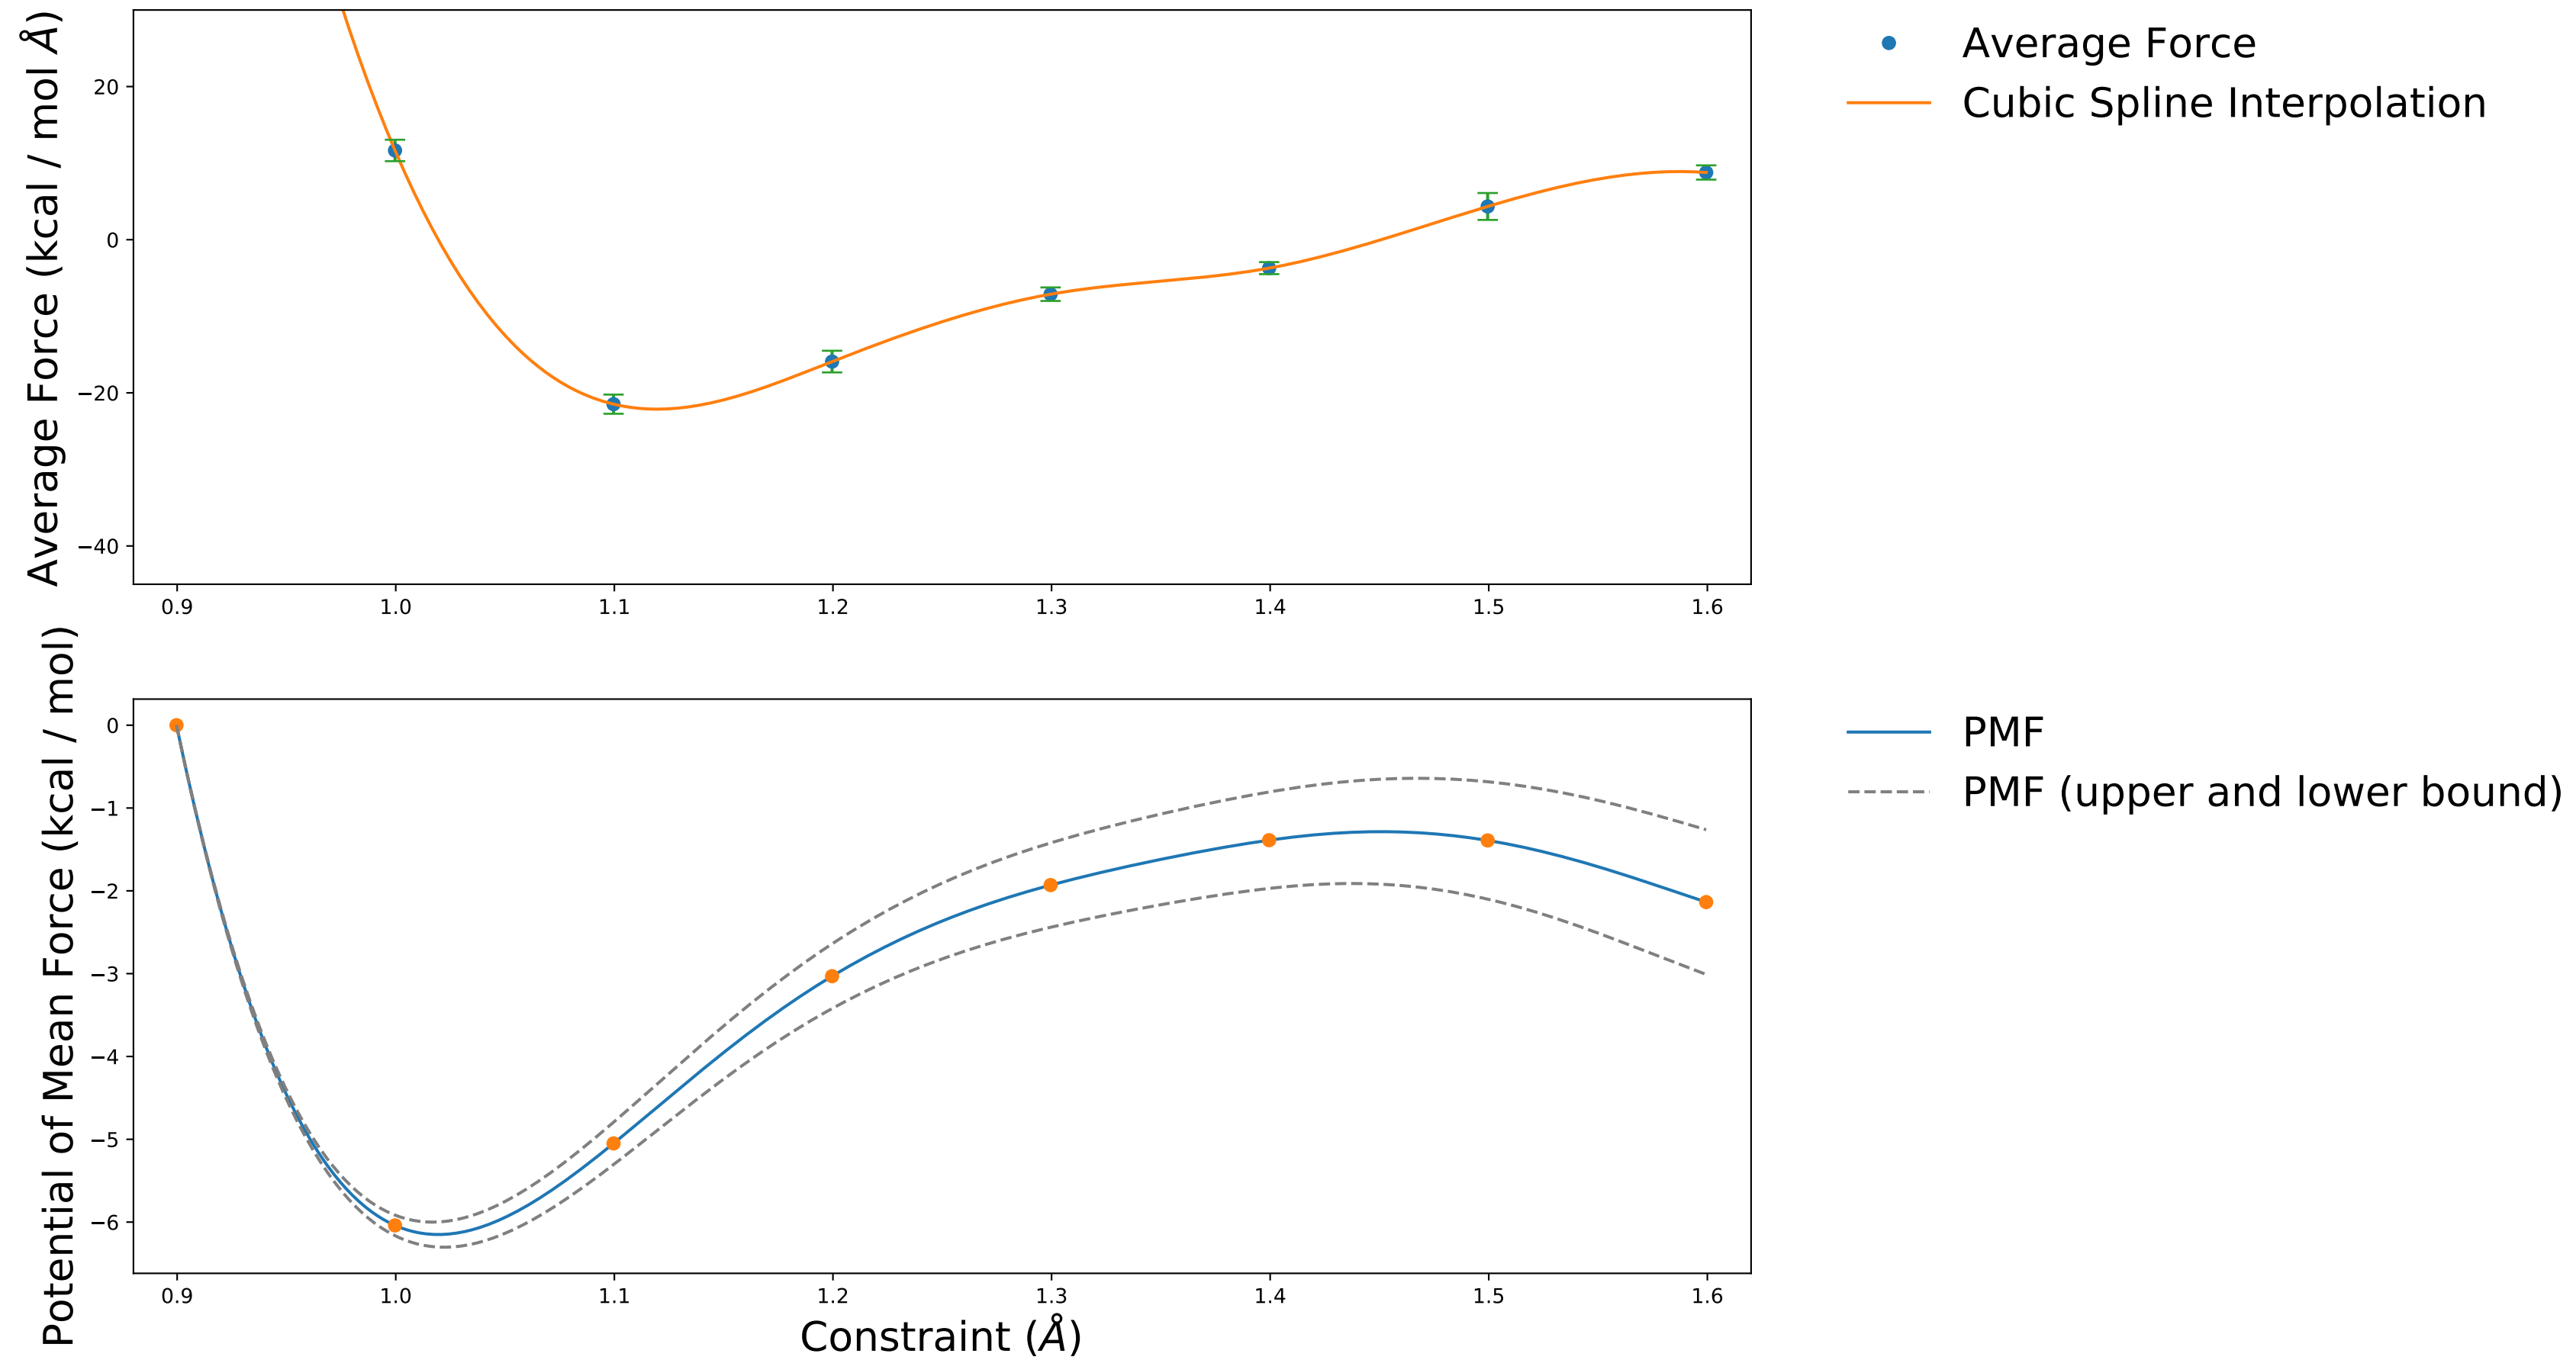 Average Force (kcal / mol Å)
20
0
−20
−40
0.9 1.0 1.1 1.2 1.3 1.4 1.5 1.6
Average Force
Cubic Spline Interpolation
Potential of Mean Force (kcal / mol)
0
−1
−2
−3
−4
−5
−6
0.9 1.0 1.1 1.2 1.3 1.4 1.5 1.6
Constraint (Å)
PMF
PMF (upper and lower bound)